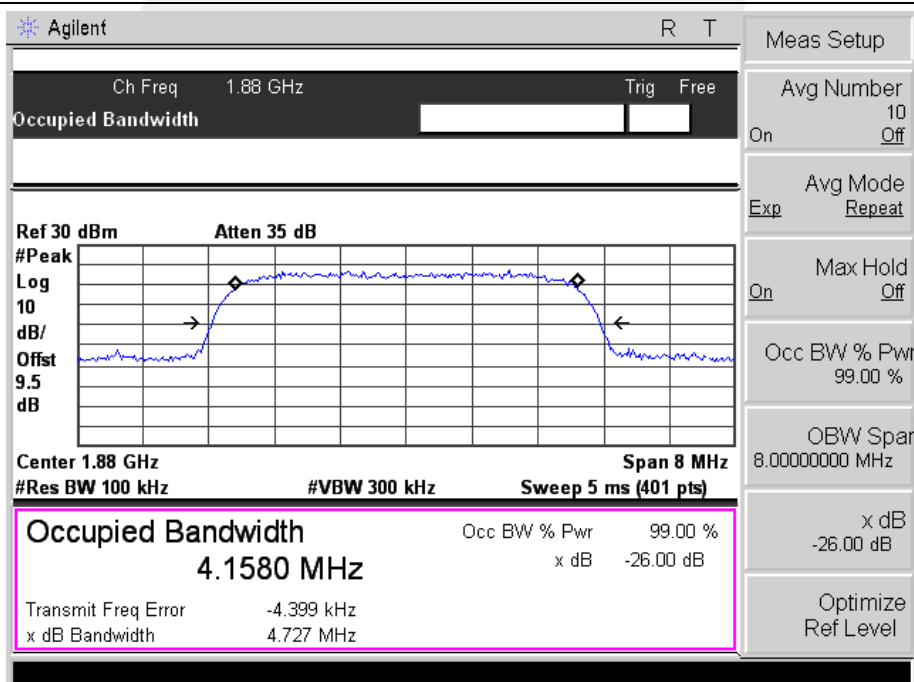 Agilent R T
Ch Freq 1.88 GHz Trig Free
Occupied Bandwidth
Ref 30 dBm Atten 35 dB
#Peak
Log
10
dB/
Offst
9.5
dB
Center 1.88 GHz Span 8 MHz
#Res BW 100 kHz #VBW 300 kHz Sweep 5 ms (401 pts)
Occupied Bandwidth
4.1580 MHz
Occ BW % Pwr 99.00 %
x dB -26.00 dB
Transmit Freq Error -4.399 kHz
x dB Bandwidth 4.727 MHz
Meas Setup
Avg Number
10
On Off
Avg Mode
Exp Repeat
Max Hold
On Off
Occ BW % Pwr
99.00 %
OBW Span
8.00000000 MHz
x dB
-26.00 dB
Optimize
Ref Level